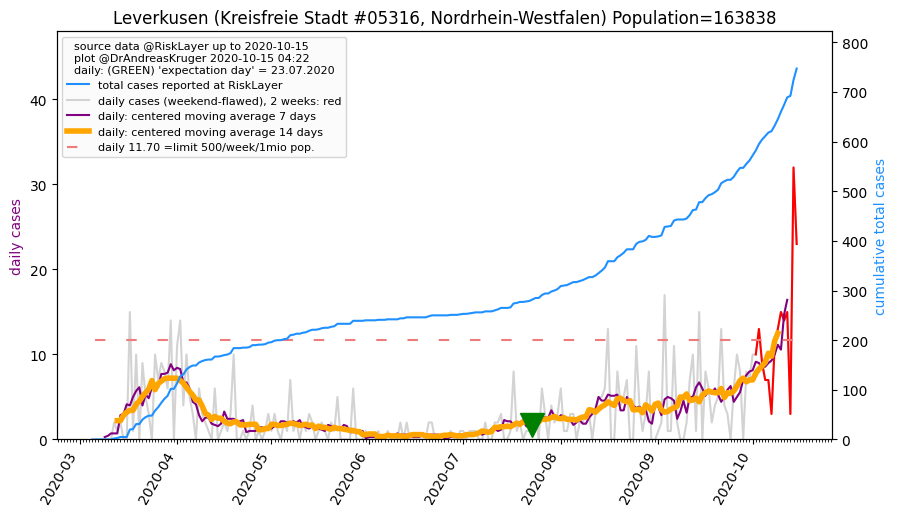 Leverkusen (Kreisfreie Stadt #05316, Nordrhein-Westfalen) Population=163838
source data @RiskLayer up to 2020-10-15
plot @DrAndreasKruger 2020-10-15 04:22
daily: (GREEN) 'expectation day' = 23.07.2020
total cases reported at RiskLayer
daily cases (weekend-flawed), 2 weeks: red
daily: centered moving average 7 days
daily: centered moving average 14 days
daily 11.70 =limit 500/week/1mio pop.
daily cases
40
30
20
10
0
cumulative total cases
800
700
600
500
400
300
200
100
0
2020-03
2020-04
2020-05
2020-06
2020-07
2020-08
2020-09
2020-10